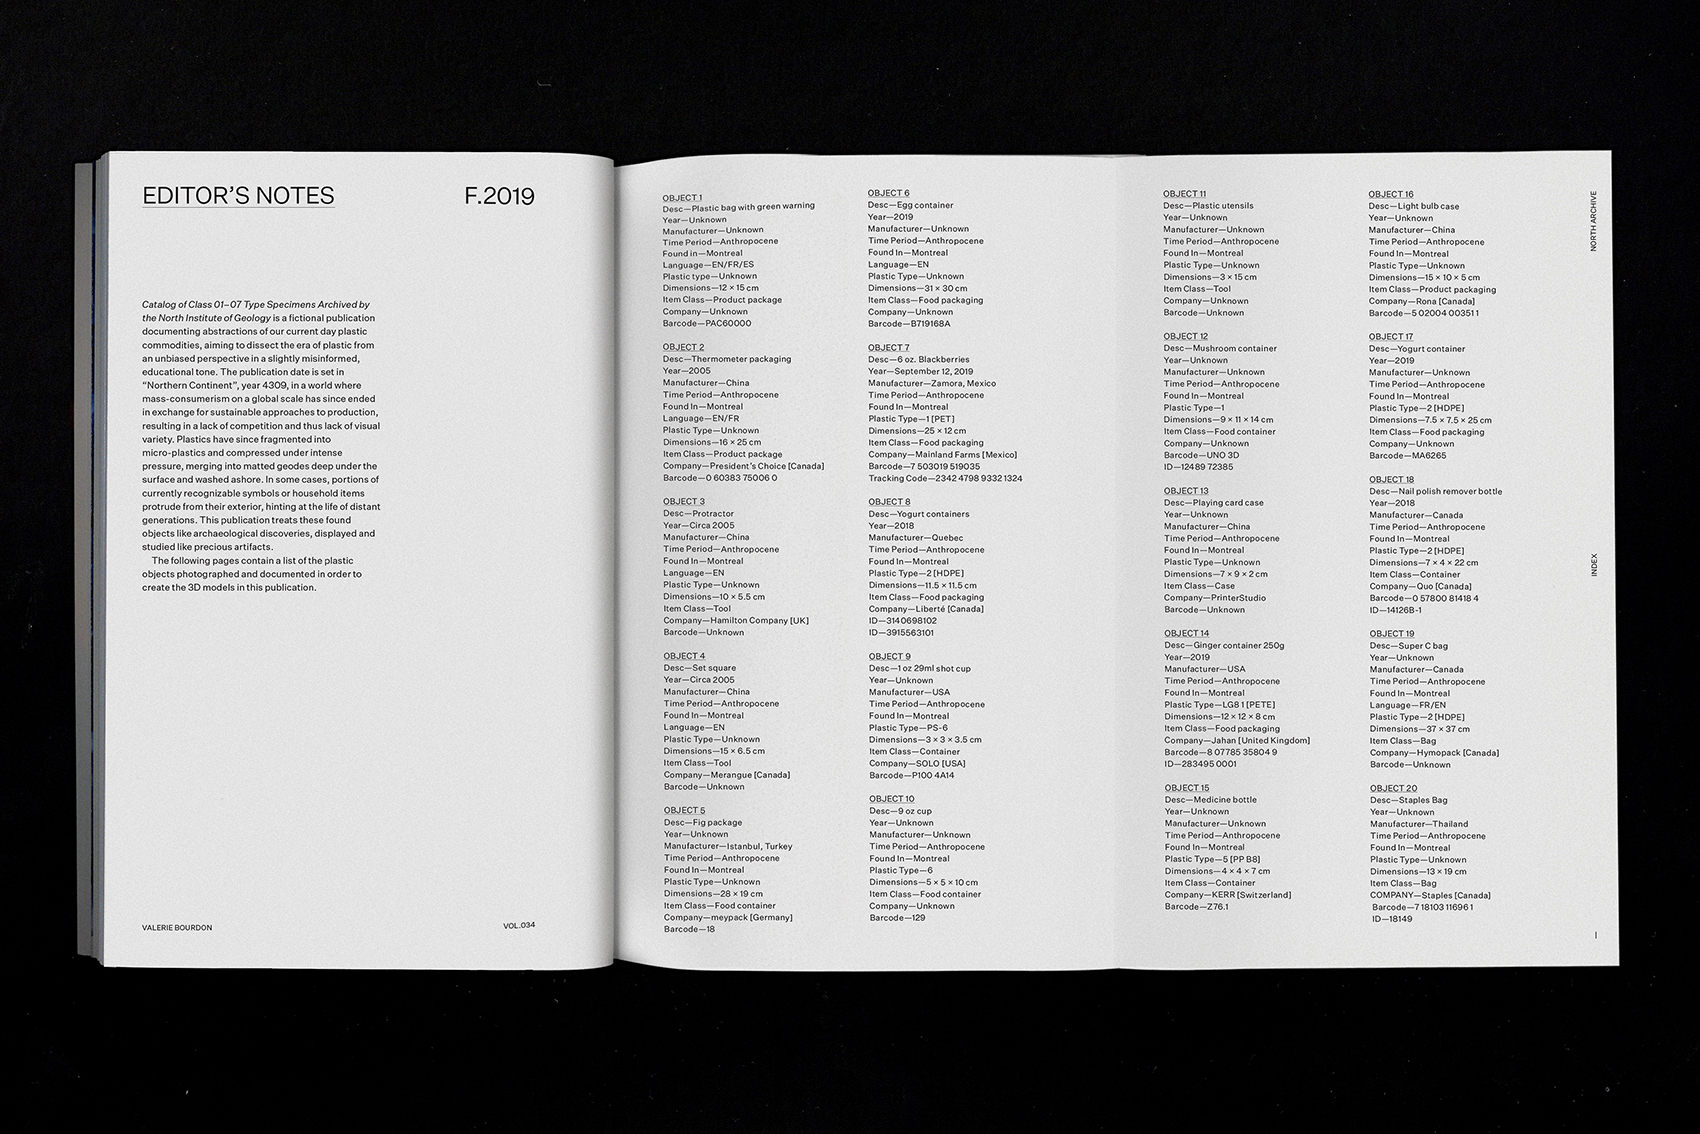 EDITOR'S NOTES
F.2019
Catalog of Class 01–07 Type Specimens Archived by
the North Institute of Geology is a fictional publication
documenting abstractions of our current day plastic
commodities, aiming to dissect the era of plastic from
an unbiased perspective in a slightly misinformed,
educational tone. The publication date is set in
“Northern Continent”, year 4309, in a world where
mass-consumerism on a global scale has since ended
in exchange for sustainable approaches to production,
resulting in a lack of competition and thus lack of visual
variety. Plastics have since fragmented into
micro-plastics and compressed under intense
pressure, merging into matted geodes deep under the
surface and washed ashore. In some cases, portions of
currently recognizable symbols or household items
protrude from their exterior, hinting at the life of distant
generations. This publication treats these found
objects like archaeological discoveries, displayed and
studied like precious artifacts.
The following pages contain a list of the plastic
objects photographed and documented in order to
create the 3D models in this publication.
VALERIE BOURDON
VOL.034
OBJECT 1
Desc—Plastic bag with green warning
Year—Unknown
Manufacturer—Unknown
Time Period—Anthropocene
Found in—Montreal
Language—EN/FR/ES
Plastic type—Unknown
Dimensions—12 × 15 cm
Item Class—Product package
Company—Unknown
Barcode—PAC60000
OBJECT 2
Desc—Thermometer packaging
Year—2005
Manufacturer—China
Time Period—Anthropocene
Found In—Montreal
Language—EN/FR
Plastic Type—Unknown
Dimensions—16 × 25 cm
Item Class—Product package
Company—President's Choice [Canada]
Barcode—0 60383 75006 0
OBJECT 3
Desc—Protractor
Year—Circa 2005
Manufacturer—China
Time Period—Anthropocene
Found In—Montreal
Language—EN
Plastic Type—Unknown
Dimensions—10 × 5.5 cm
Item Class—Tool
Company—Hamilton Company [UK]
Barcode—Unknown
OBJECT 4
Desc—Set square
Year—Circa 2005
Manufacturer—China
Time Period—Anthropocene
Found In—Montreal
Language—EN
Plastic Type—Unknown
Dimensions—15 × 6.5 cm
Item Class—Tool
Company—Merangue [Canada]
Barcode—Unknown
OBJECT 5
Desc—Fig package
Year—Unknown
Manufacturer—Istanbul, Turkey
Time Period—Anthropocene
Found In—Montreal
Plastic Type—Unknown
Dimensions—28 × 19 cm
Item Class—Food container
Company—meypack [Germany]
Barcode—18
OBJECT 6
Desc—Egg container
Year—2019
Manufacturer—Unknown
Time Period—Anthropocene
Found In—Montreal
Language—EN
Plastic Type—Unknown
Dimensions—31 × 30 cm
Item Class—Food packaging
Company—Unknown
Barcode—B719168A
OBJECT 7
Desc—6 oz. Blackberries
Year—September 12, 2019
Manufacturer—Zamora, Mexico
Time Period—Anthropocene
Found In—Montreal
Plastic Type—1 [PET]
Dimensions—25 × 12 cm
Item Class—Food packaging
Company—Mainland Farms [Mexico]
Barcode—7 503019 519035
Tracking Code—2342 4798 9332 1324
OBJECT 8
Desc—Yogurt containers
Year—2018
Manufacturer—Quebec
Time Period—Anthropocene
Found In—Montreal
Plastic Type—2 [HDPE]
Dimensions—11.5 × 11.5 cm
Item Class—Food packaging
Company—Liberté [Canada]
ID—3140698102
ID—3915563101
OBJECT 9
Desc—1 oz 29ml shot cup
Year—Unknown
Manufacturer—USA
Time Period—Anthropocene
Found In—Montreal
Plastic Type—PS-6
Dimensions—3 × 3 × 3.5 cm
Item Class—Container
Company—SOLO [USA]
Barcode—P100 4A14
OBJECT 10
Desc—9 oz cup
Year—Unknown
Manufacturer—Unknown
Time Period—Anthropocene
Found In—Montreal
Plastic Type—6
Dimensions—5 × 5 × 10 cm
Item Class—Food container
Company—Unknown
Barcode—129
OBJECT 11
Desc—Plastic utensils
Year—Unknown
Manufacturer—Unknown
Time Period—Anthropocene
Found In—Montreal
Plastic Type—Unknown
Dimensions—3 × 15 cm
Item Class—Tool
Company—Unknown
Barcode—Unknown
OBJECT 12
Desc—Mushroom container
Year—Unknown
Manufacturer—Unknown
Time Period—Anthropocene
Found In—Montreal
Plastic Type—1
Dimensions—9 × 11 × 14 cm
Item Class—Food container
Company—Unknown
Barcode—UNO 3D
ID—12489 72385
OBJECT 13
Desc—Playing card case
Year—Unknown
Manufacturer—China
Time Period—Anthropocene
Found In—Montreal
Plastic Type—Unknown
Dimensions—7 × 9 × 2 cm
Item Class—Case
Company—PrinterStudio
Barcode—Unknown
OBJECT 14
Desc—Ginger container 250g
Year—2019
Manufacturer—USA
Time Period—Anthropocene
Found In—Montreal
Plastic Type—LG8 1 [PETE]
Dimensions—12 × 12 × 8 cm
Item Class—Food packaging
Company—Jahan [United Kingdom]
Barcode—8 07785 35804 9
ID—283495 0001
OBJECT 15
Desc—Medicine bottle
Year—Unknown
Manufacturer—Unknown
Time Period—Anthropocene
Found In—Montreal
Plastic Type—5 [PP B8]
Dimensions—4 × 4 × 7 cm
Item Class—Container
Company—KERR [Switzerland]
Barcode—Z76.1
OBJECT 16
Desc—Light bulb case
Year—Unknown
Manufacturer—China
Time Period—Anthropocene
Found In—Montreal
Plastic Type—Unknown
Dimensions—15 × 10 × 5 cm
Item Class—Product packaging
Company—Rona [Canada]
Barcode—5 02004 00351 1
OBJECT 17
Desc—Yogurt container
Year—2019
Manufacturer—Unknown
Time Period—Anthropocene
Found In—Montreal
Plastic Type—2 [HDPE]
Dimensions—7.5 × 7.5 × 25 cm
Item Class—Food packaging
Company—Unknown
Barcode—MA6265
OBJECT 18
Desc—Nail polish remover bottle
Year—2018
Manufacturer—Canada
Time Period—Anthropocene
Found In—Montreal
Plastic Type—2 [HDPE]
Dimensions—7 × 4 × 22 cm
Item Class—Container
Company—Quo [Canada]
Barcode—0 57800 81418 4
ID—14126B-1
OBJECT 19
Desc—Super C bag
Year—Unknown
Manufacturer—Canada
Time Period—Anthropocene
Found In—Montreal
Language—FR/EN
Plastic Type—2 [HDPE]
Dimensions—37 × 37 cm
Item Class—Bag
Company—Hymopack [Canada]
Barcode—Unknown
OBJECT 20
Desc—Staples Bag
Year—Unknown
Manufacturer—Thailand
Time Period—Anthropocene
Found In—Montreal
Plastic Type—Unknown
Dimensions—13 × 19 cm
Item Class—Bag
COMPANY—Staples [Canada]
Barcode—7 18103 11696 1
ID—18149
NORTH ARCHIVE
INDEX
I